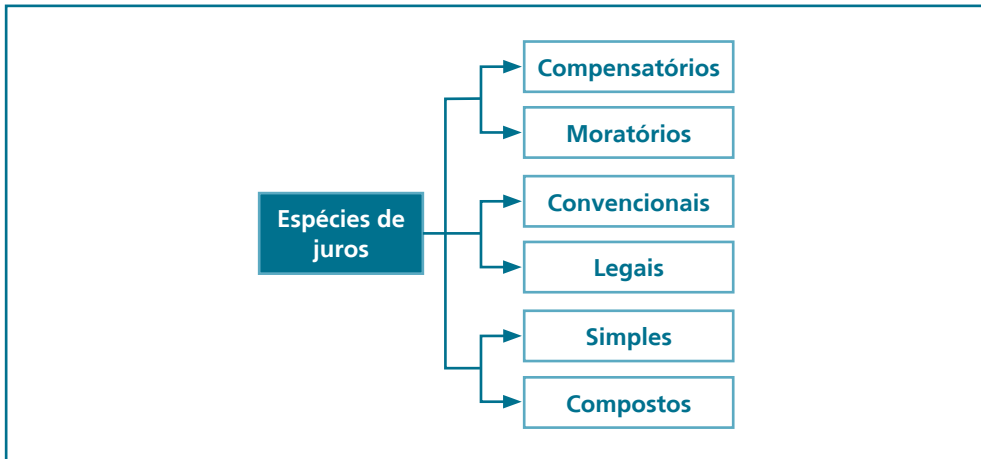 Compensatórios
Moratórios
Espécies de
juros
Convencionais
Legais
Simples
Compostos